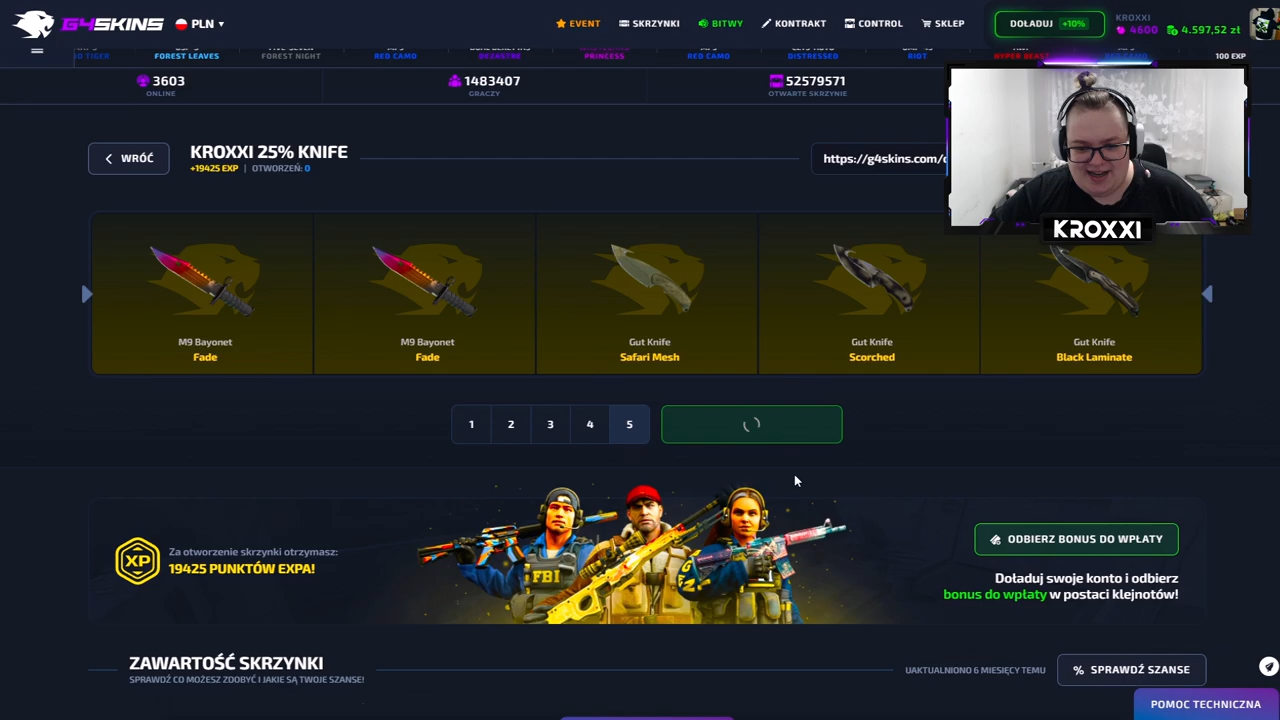 G4SKINS
PLN
EVENT
SKRZYNKI
BITWY
KONTRAKT
CONTROL
SKLEP
DOŁADUJ +10%
KROXXI
4600 4.597,52 zł
FOREST LEAVES
FOREST NIGHT
RED CAMO
PRINCESS
RED CAMO
DISTRESSED
RIOT
HYPER BEAST
100 EXP
3603
ONLINE
1483407
GRACZY
52579571
OTWARTE SKRZYNIE
WRÓĆ
KROXXI 25% KNIFE
+19425 EXP | OTWORZEŃ: 0
https://g4skins.com/
KROXXI
M9 Bayonet
Fade
M9 Bayonet
Fade
Gut Knife
Safari Mesh
Gut Knife
Scorched
Gut Knife
Black Laminate
1 2 3 4 5
XP
Za otworzenie skrzynki otrzymasz:
19425 PUNKTÓW EXPA!
FBI
ODBIERZ BONUS DO WPŁATY
Doładuj swoje konto i odbierz
bonus do wpłaty w postaci klejnotów!
ZAWARTOŚĆ SKRZYNKI
SPRAWDŹ CO MOŻESZ ZDOBYĆ I JAKIE SĄ TWOJE SZANSE!
UAKTUALNIONO 6 MIESIĘCY TEMU
% SPRAWDŹ SZANSE
POMOC TECHNICZNA